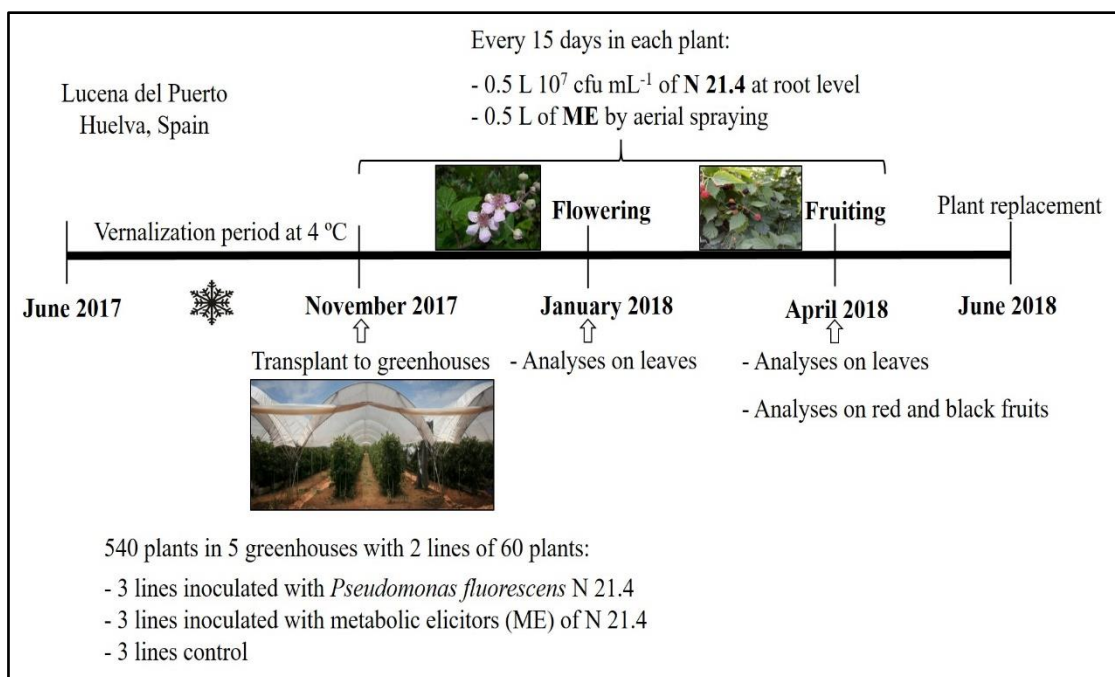 Every 15 days in each plant:
- 0.5 L 10⁷ cfu mL⁻¹ of N 21.4 at root level
- 0.5 L of ME by aerial spraying
Lucena del Puerto
Huelva, Spain
Vernalization period at 4 ºC
Flowering
Fruiting
Plant replacement
June 2017
November 2017
January 2018
April 2018
June 2018
Transplant to greenhouses
- Analyses on leaves
- Analyses on leaves
- Analyses on red and black fruits
540 plants in 5 greenhouses with 2 lines of 60 plants:
- 3 lines inoculated with Pseudomonas fluorescens N 21.4
- 3 lines inoculated with metabolic elicitors (ME) of N 21.4
- 3 lines control